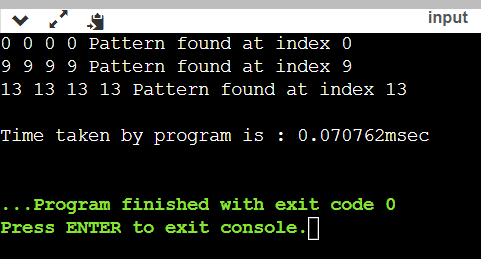 input
0 0 0 0 Pattern found at index 0
9 9 9 9 Pattern found at index 9
13 13 13 13 Pattern found at index 13
Time taken by program is : 0.070762msec
...Program finished with exit code 0
Press ENTER to exit console.